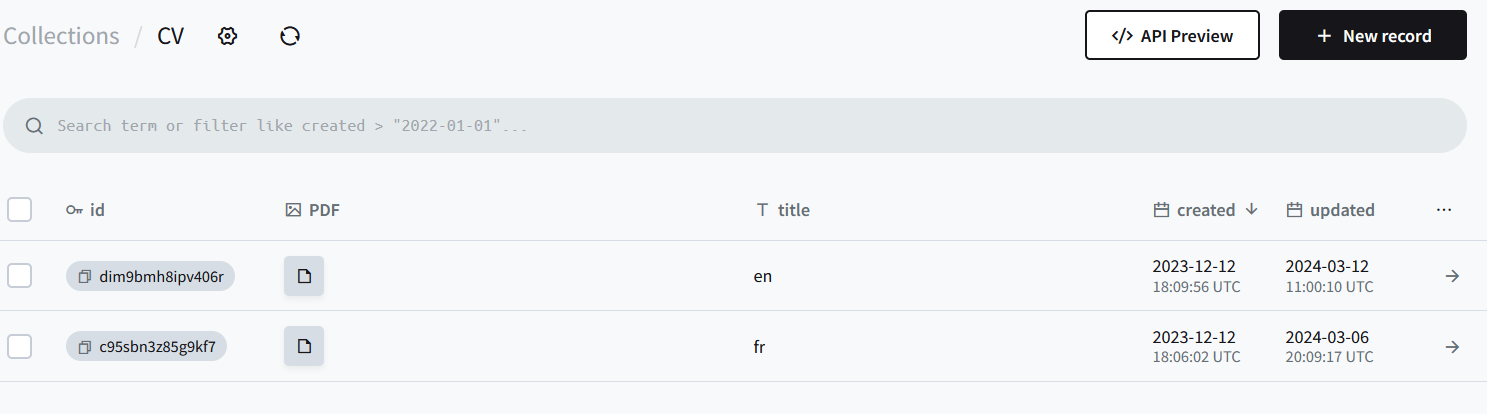 Collections / CV
</> API Preview
+ New record
Search term or filter like created > "2022-01-01"...
id PDF title created updated
dim9bmh8ipv406r en 2023-12-12 2024-03-12
18:09:56 UTC 11:00:10 UTC
c95sbn3z85g9kf7 fr 2023-12-12 2024-03-06
18:06:02 UTC 20:09:17 UTC